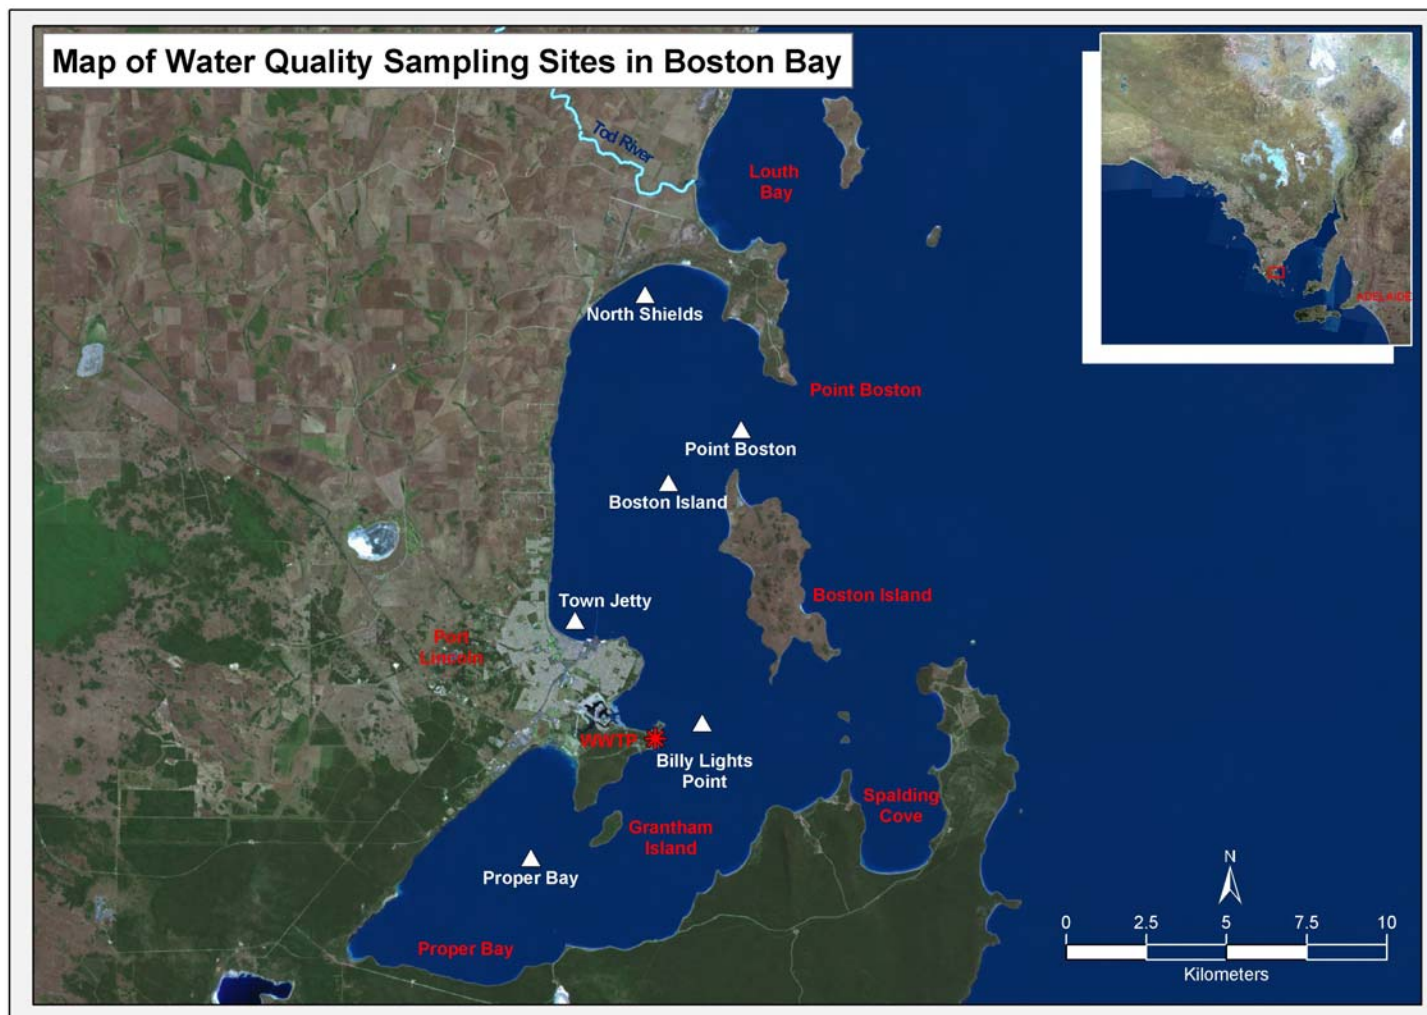 Map of Water Quality Sampling Sites in Boston Bay
Tod River
Louth
Bay
ADELAIDE
North Shields
Point Boston
Point Boston
Boston Island
Boston Island
Town Jetty
Port
Lincoln
WWTP
Billy Lights
Point
Spalding
Cove
Grantham
Island
Proper Bay
Proper Bay
N
0 2.5 5 7.5 10
Kilometers